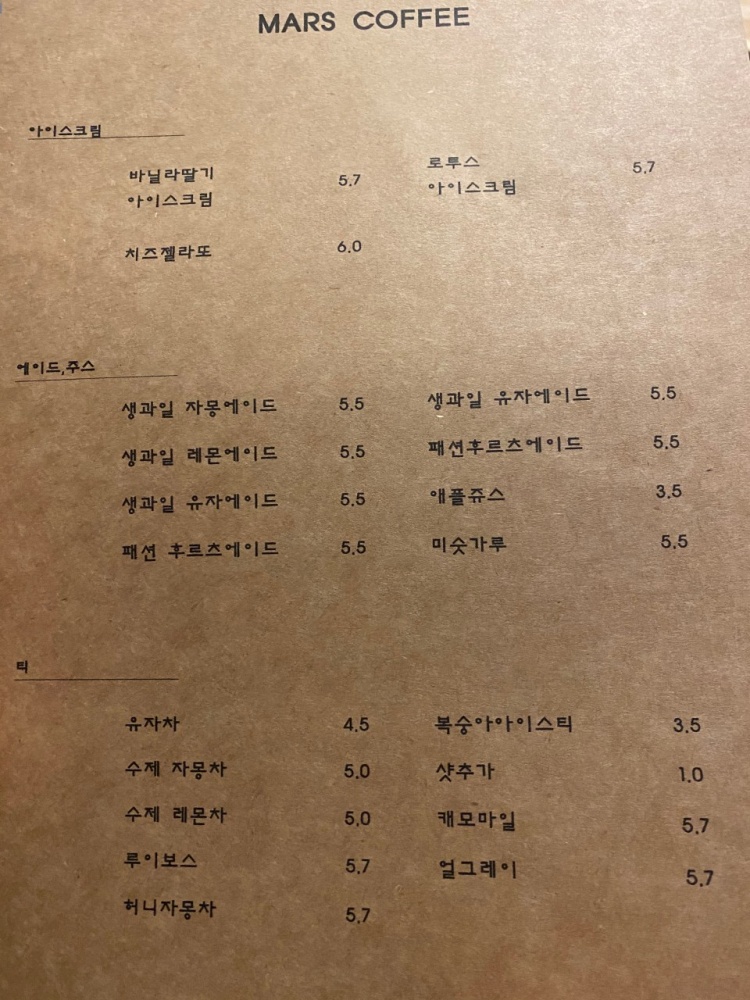 MARS COFFEE
아이스크림
바닐라딸기 5.7
아이스크림
로투스 5.7
아이스크림
치즈젤라또 6.0
에이드,주스
생과일 자몽에이드 5.5
생과일 유자에이드 5.5
생과일 레몬에이드 5.5
패션후르츠에이드 5.5
생과일 유자에이드 5.5
애플쥬스 3.5
패션 후르츠에이드 5.5
미숫가루 5.5
티
유자차 4.5
복숭아아이스티 3.5
수제 자몽차 5.0
샷추가 1.0
수제 레몬차 5.0
캐모마일 5.7
루이보스 5.7
얼그레이 5.7
허니자몽차 5.7